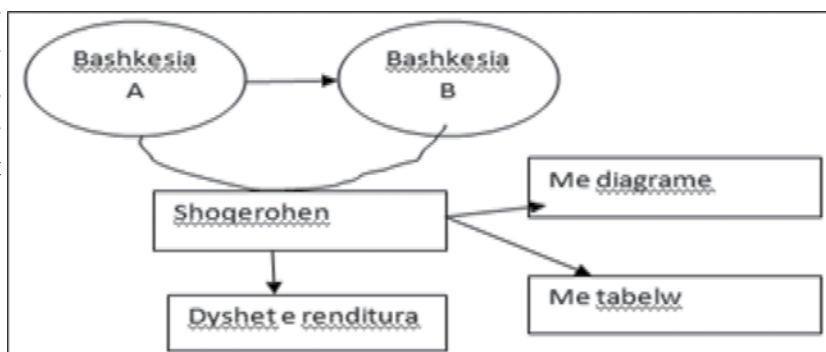 Bashkesia
A
Bashkesia
B
Shoqerohen
Me diagrame
Me tabelw
Dyshet e renditura